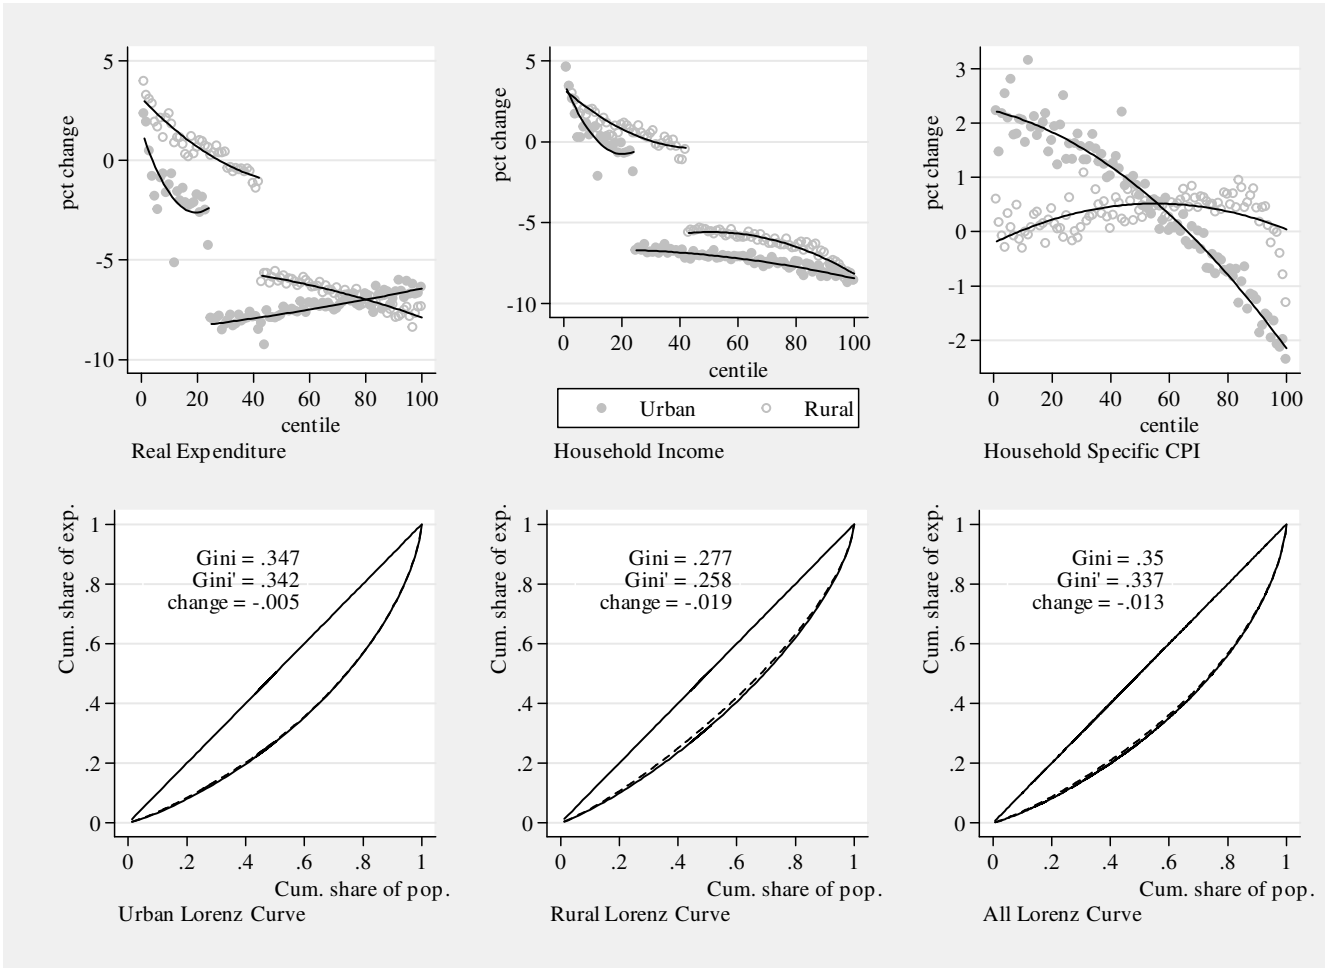 pct change
5
0
-5
-10
0 20 40 60 80 100
centile
Real Expenditure
pct change
5
0
-5
-10
0 20 40 60 80 100
centile
Urban Rural
Household Income
pct change
3
2
1
0
-1
-2
0 20 40 60 80 100
centile
Household Specific CPI
Cum. share of exp.
1
.8
.6
.4
.2
0
Gini = .347
Gini' = .342
change = -.005
0 .2 .4 .6 .8 1
Cum. share of pop.
Urban Lorenz Curve
Cum. share of exp.
1
.8
.6
.4
.2
0
Gini = .277
Gini' = .258
change = -.019
0 .2 .4 .6 .8 1
Cum. share of pop.
Rural Lorenz Curve
Cum. share of exp.
1
.8
.6
.4
.2
0
Gini = .35
Gini' = .337
change = -.013
0 .2 .4 .6 .8 1
Cum. share of pop.
All Lorenz Curve